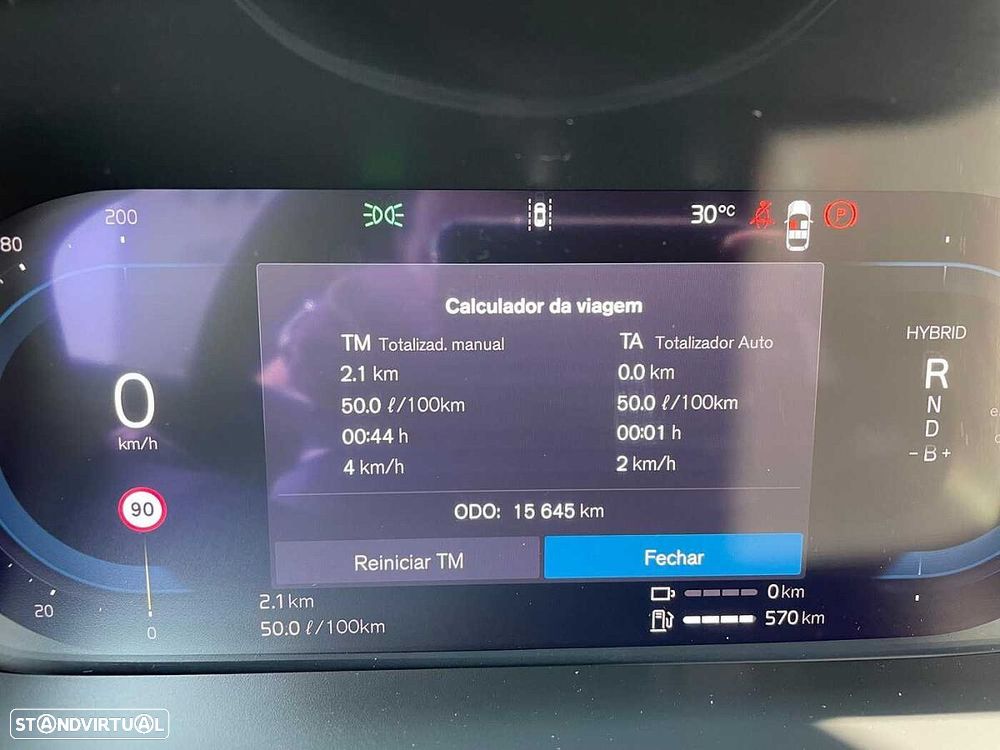 200
80
30°C
P
Calculador da viagem
TM Totalizad. manual
TA Totalizador Auto
2.1 km
0.0 km
50.0 ℓ/100km
50.0 ℓ/100km
00:44 h
00:01 h
4 km/h
2 km/h
ODO: 15 645 km
Reiniciar TM
Fechar
HYBRID
R
N
D
- B +
0
km/h
90
20
0
2.1 km
50.0 ℓ/100km
0 km
570 km
STANDVIRTUAL